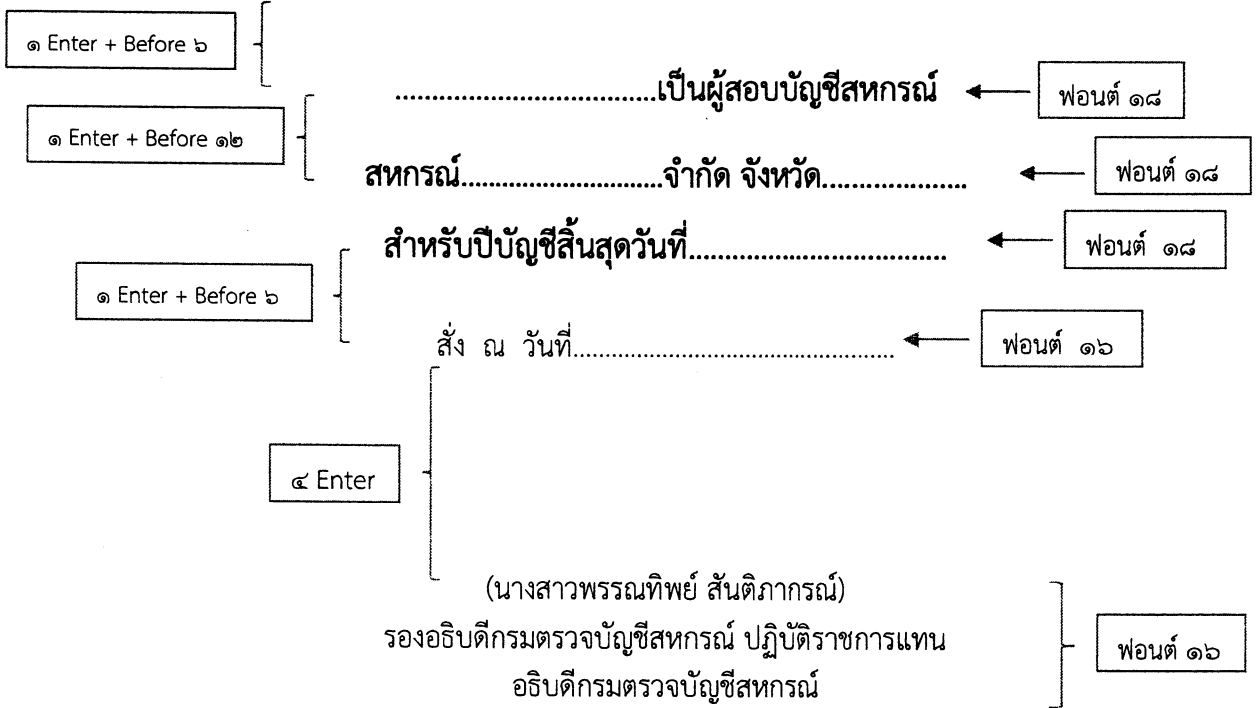 ๑ Enter + Before ๖
..................................เป็นผู้สอบบัญชีสหกรณ์
ฟอนต์ ๑๘
๑ Enter + Before ๑๒
สหกรณ์.............................จำกัด จังหวัด.....................
ฟอนต์ ๑๘
สำหรับปีบัญชีสิ้นสุดวันที่.....................................
ฟอนต์ ๑๘
๑ Enter + Before ๖
สั่ง ณ วันที่......................................................
ฟอนต์ ๑๖
๔ Enter
(นางสาวพรรณทิพย์ สันติภากรณ์)
รองอธิบดีกรมตรวจบัญชีสหกรณ์ ปฏิบัติราชการแทน
ฟอนต์ ๑๖
อธิบดีกรมตรวจบัญชีสหกรณ์